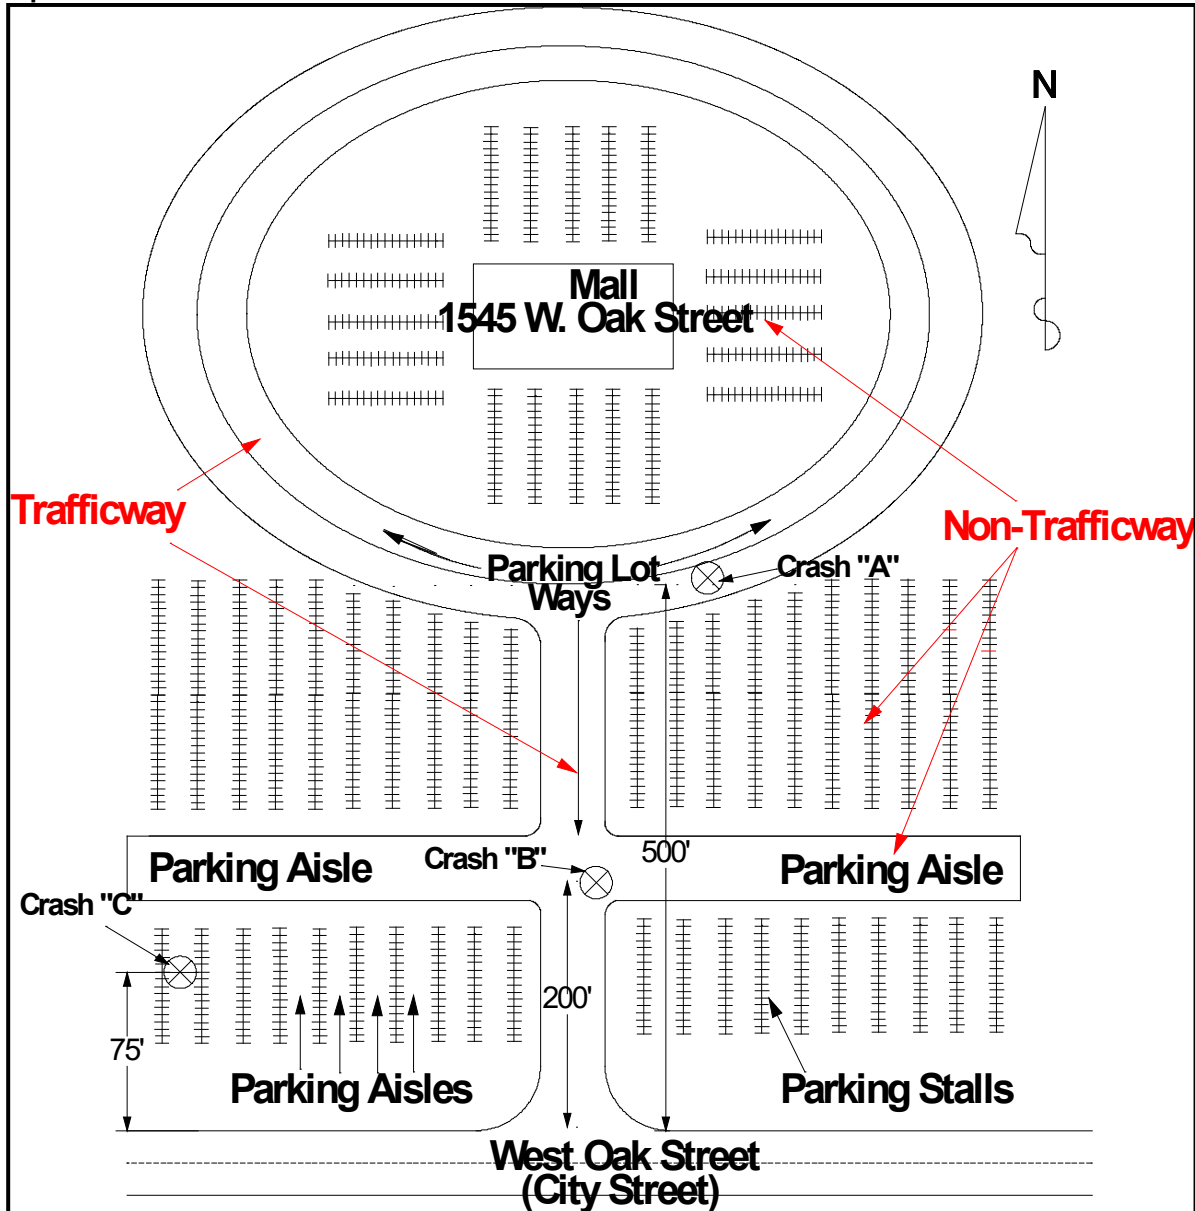 N
Mall
1545 W. Oak Street
Trafficway
Non-Trafficway
Parking Lot
Ways
Crash "A"
Parking Aisle
Crash "B"
500'
Parking Aisle
Crash "C"
200'
75'
Parking Aisles
Parking Stalls
West Oak Street
(City Street)